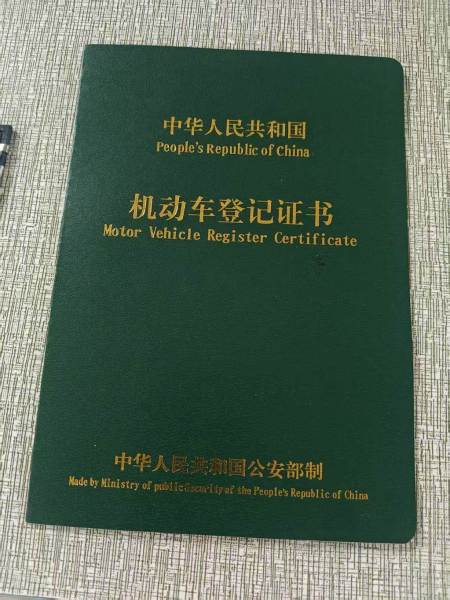 中华人民共和国
People's Republic of China
机动车登记证书
Motor Vehicle Register Certificate
中华人民共和国公安部制
Made by Ministry of public Security of the People's Republic of China